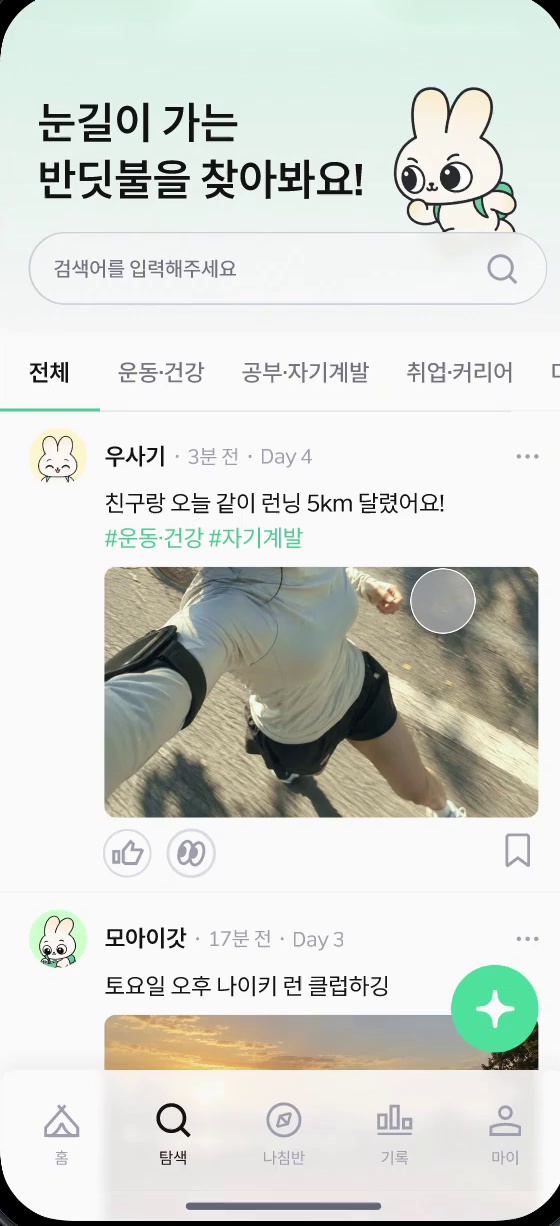 눈길이 가는
반딧불을 찾아봐요!
검색어를 입력해주세요
전체 운동·건강 공부·자기계발 취업·커리어
우사기 · 3분 전 · Day 4
친구랑 오늘 같이 런닝 5km 달렸어요!
#운동·건강 #자기계발
모아이갓 · 17분 전 · Day 3
토요일 오후 나이키 런 클럽하깅
홈 탐색 나침반 기록 마이